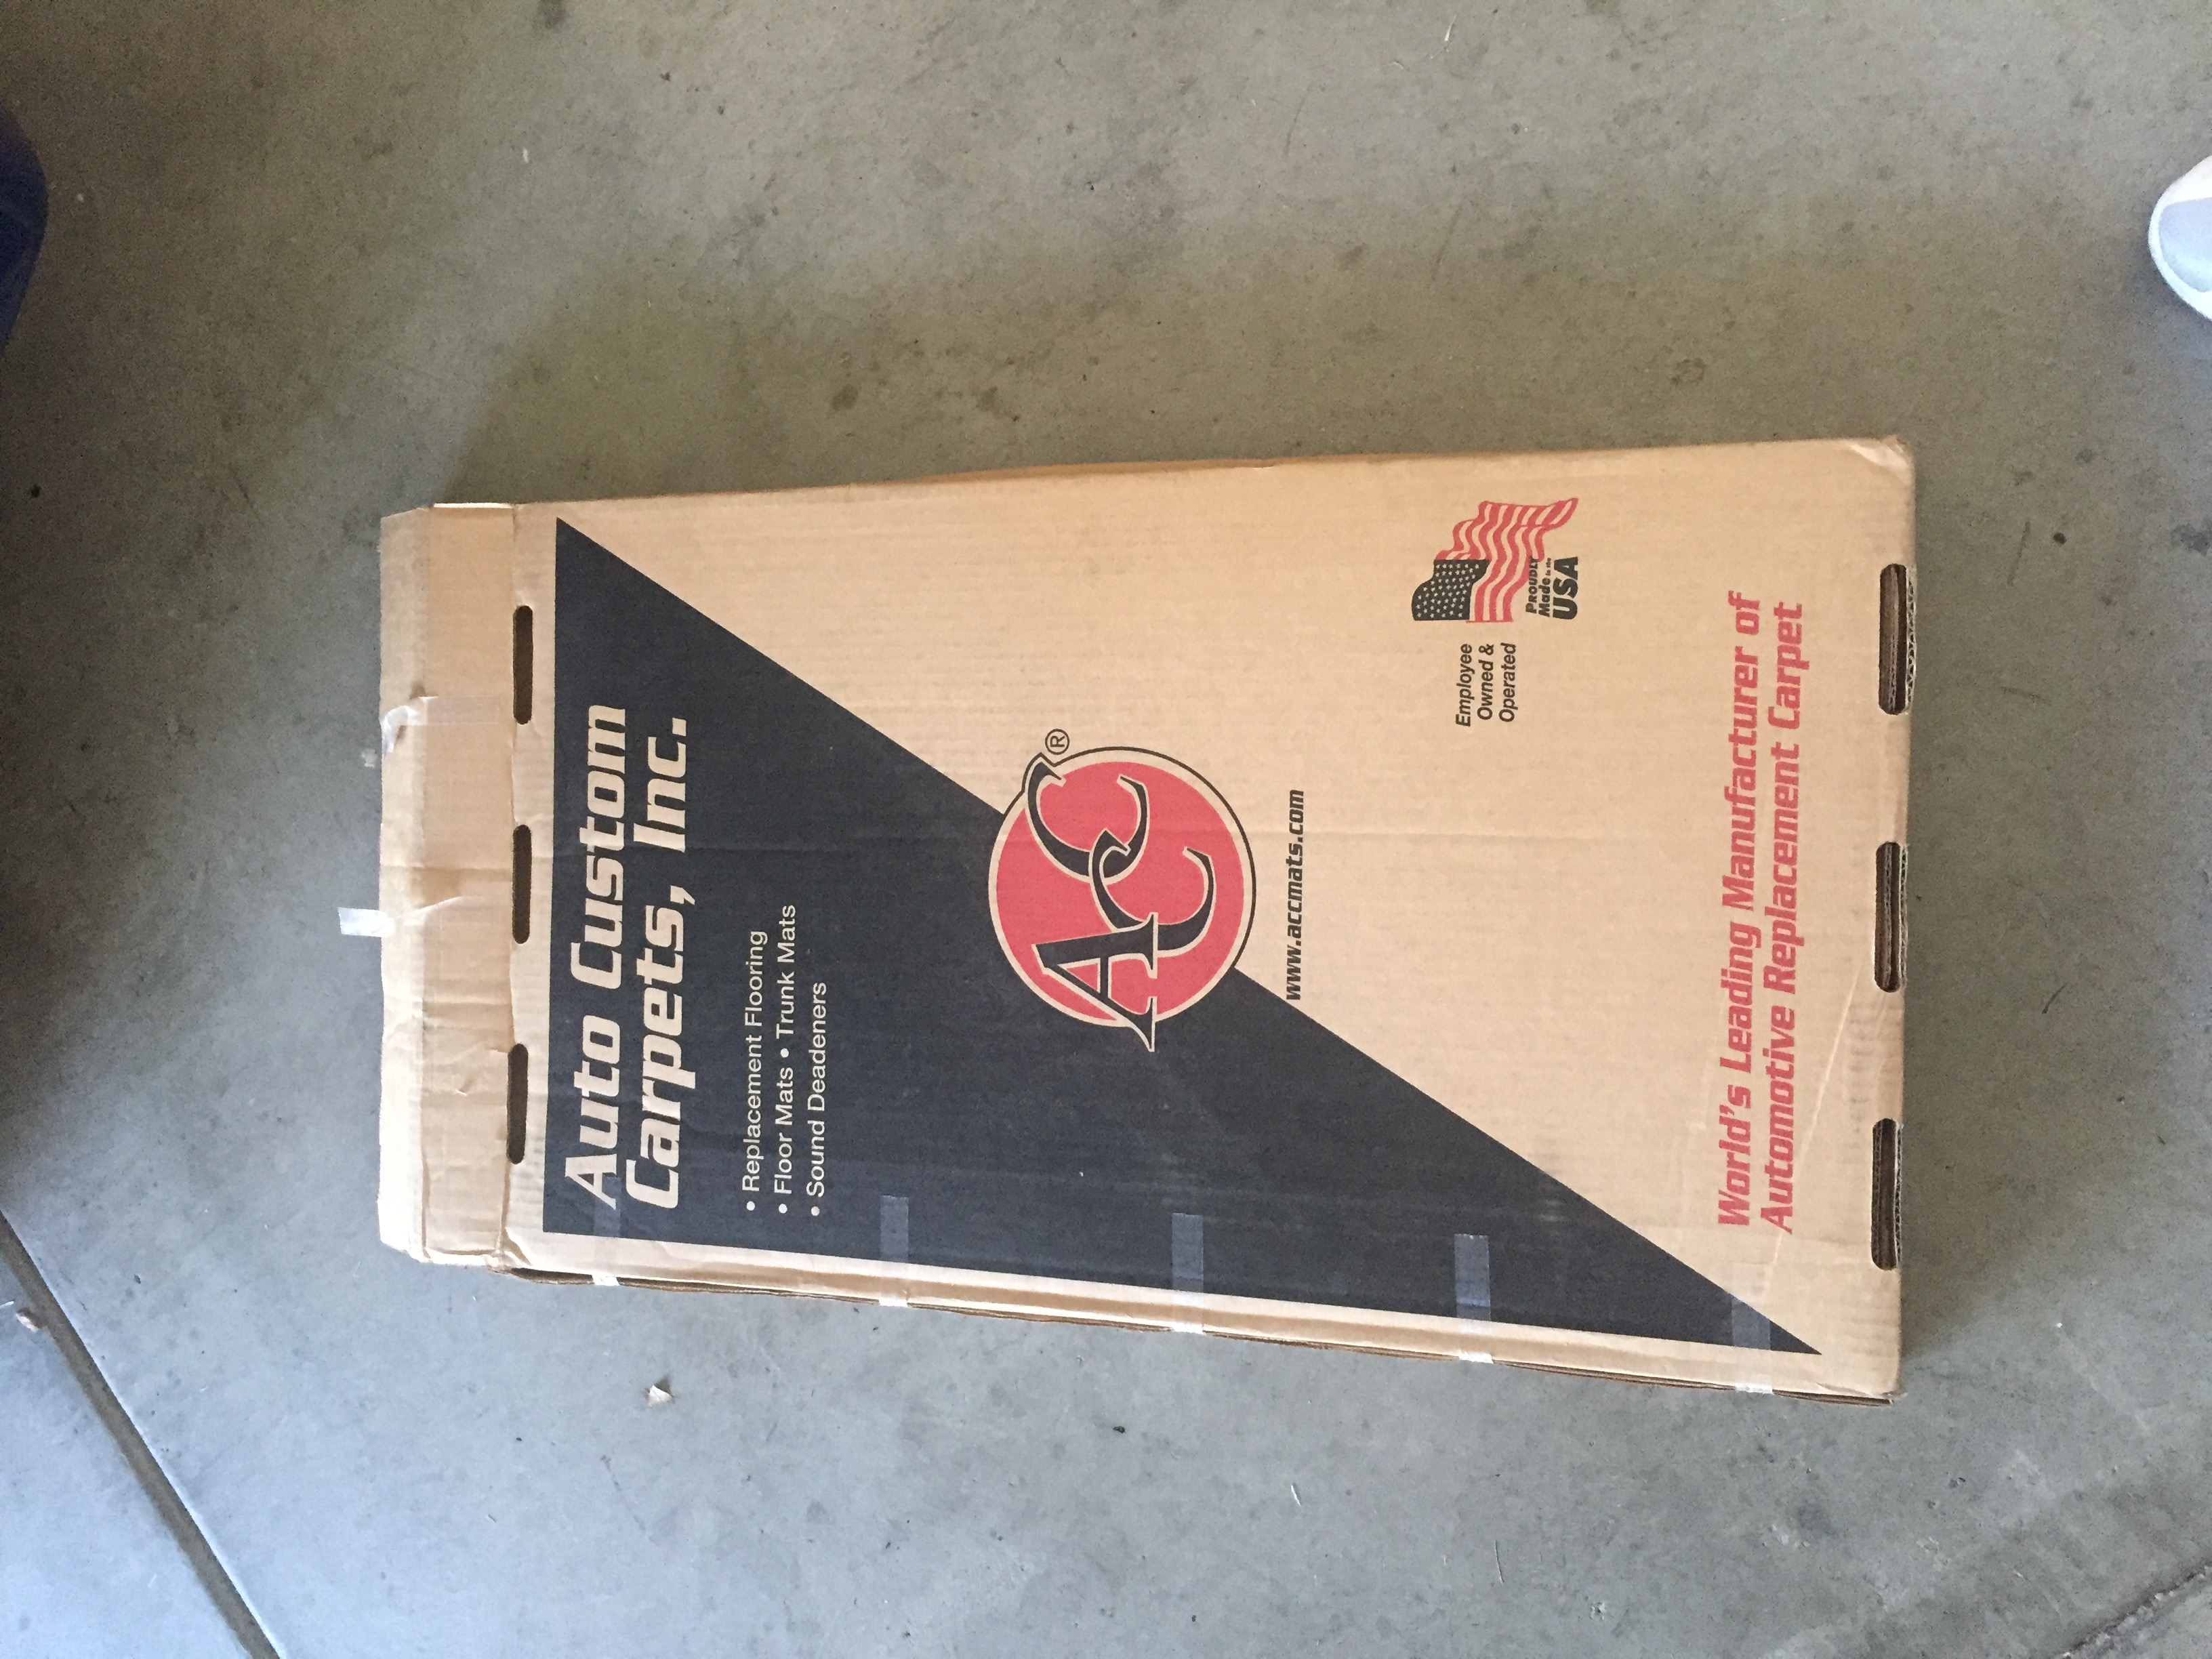 Auto Custom
Carpets, Inc.
• Replacement Flooring
• Floor Mats • Trunk Mats
• Sound Deadeners
ACC®
www.accmats.com
Employee
Owned &
Operated
PROUDLY
Made in the
USA
World's Leading Manufacturer of
Automotive Replacement Carpet